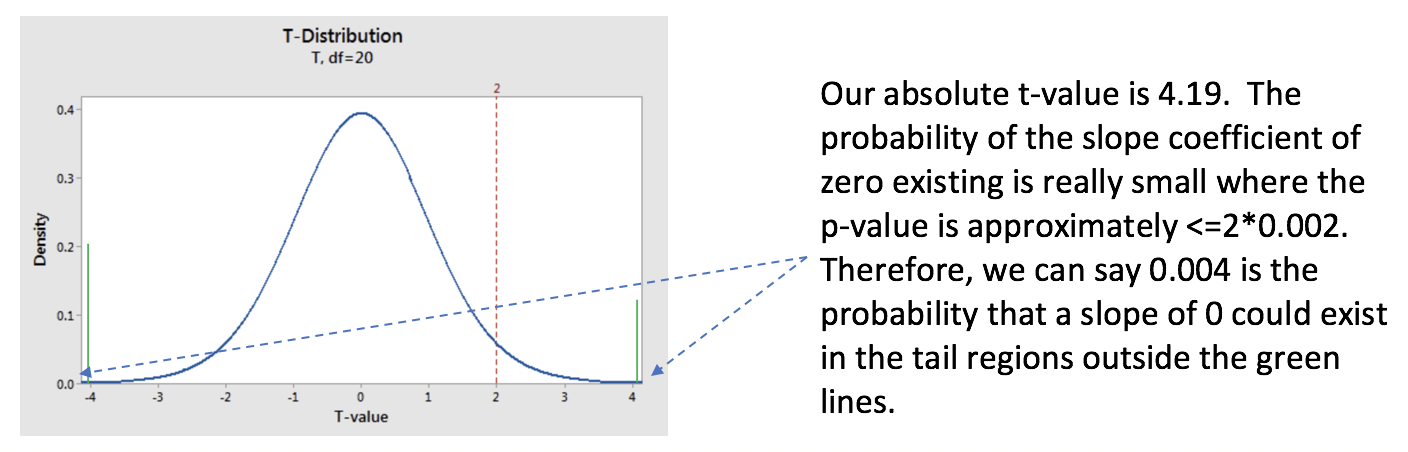 T-Distribution
T, df=20
2
0.4
0.3
0.2
0.1
0.0
Density
-4 -3 -2 -1 0 1 2 3 4
T-value
Our absolute t-value is 4.19. The
probability of the slope coefficient of
zero existing is really small where the
p-value is approximately <=2*0.002.
Therefore, we can say 0.004 is the
probability that a slope of 0 could exist
in the tail regions outside the green
lines.